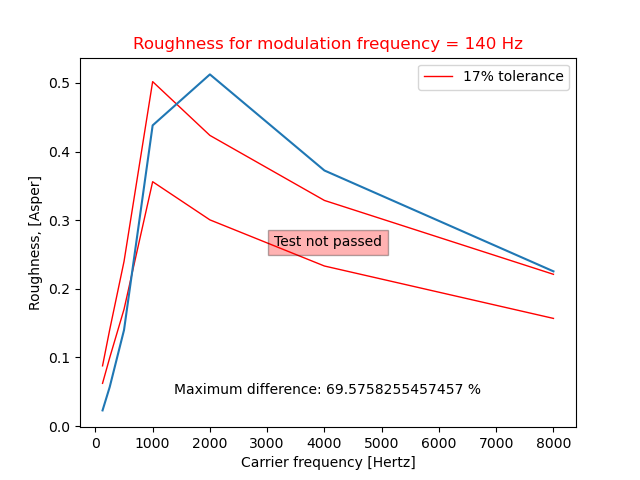 Roughness for modulation frequency = 140 Hz
17% tolerance
0.5
0.4
0.3
0.2
0.1
0.0
Roughness, [Asper]
Test not passed
Maximum difference: 69.5758255457457 %
0 1000 2000 3000 4000 5000 6000 7000 8000
Carrier frequency [Hertz]